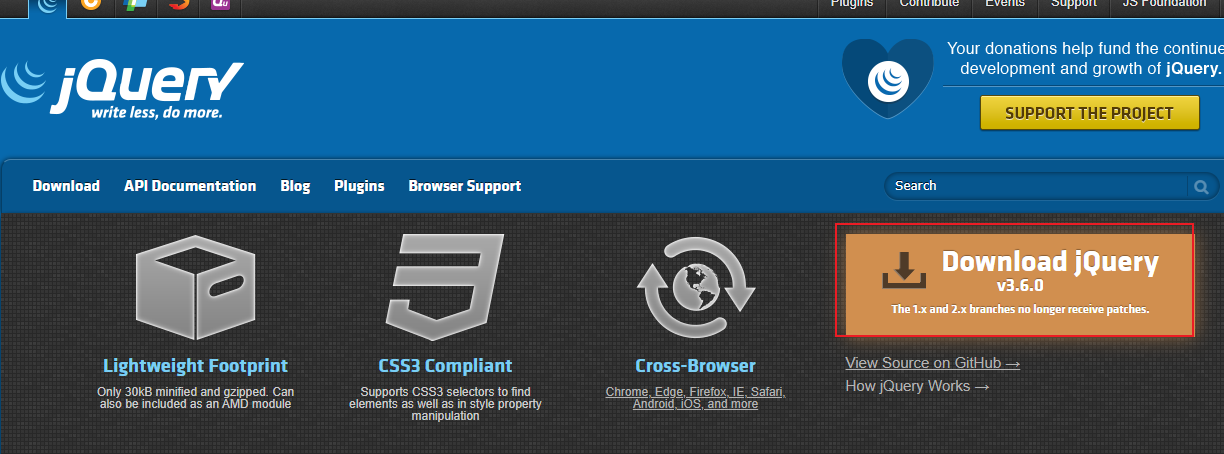 Plugins
Contribute
Events
Support
JS Foundation
jQuery
write less, do more.
Your donations help fund the continue
development and growth of jQuery.
SUPPORT THE PROJECT
Download
API Documentation
Blog
Plugins
Browser Support
Search
Lightweight Footprint
Only 30kB minified and gzipped. Can
also be included as an AMD module
CSS3 Compliant
Supports CSS3 selectors to find
elements as well as in style property
manipulation
Cross-Browser
Chrome, Edge, Firefox, IE, Safari,
Android, iOS, and more
Download jQuery
v3.6.0
The 1.x and 2.x branches no longer receive patches.
View Source on GitHub →
How jQuery Works →